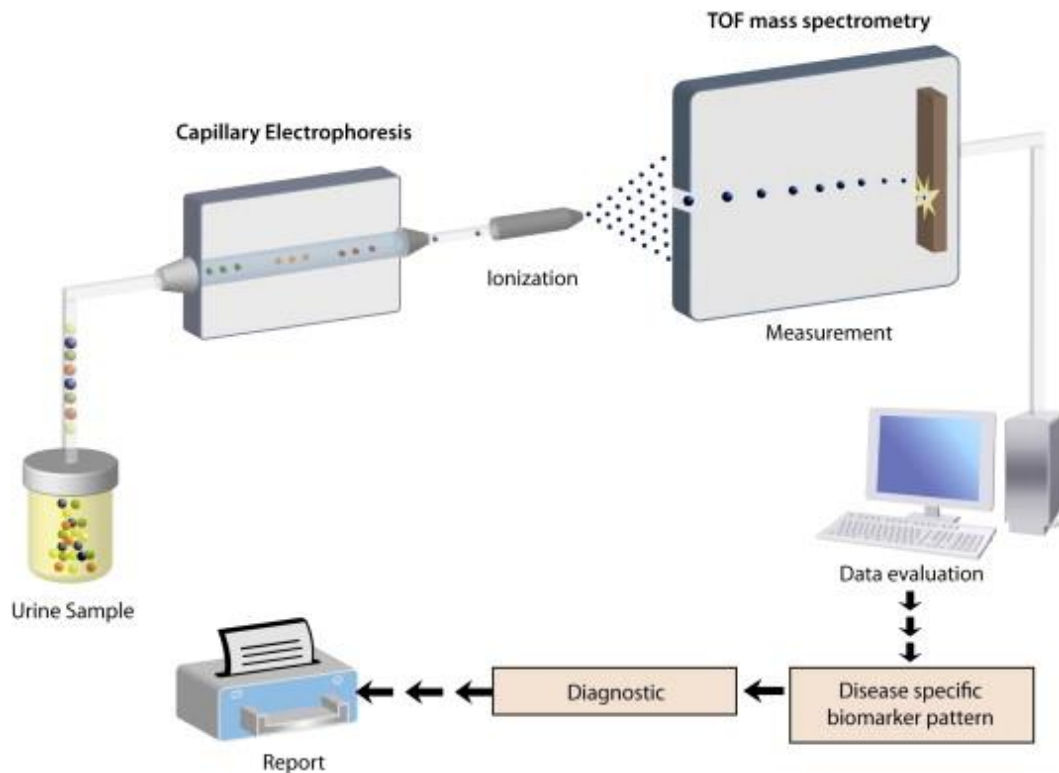 TOF mass spectrometry
Capillary Electrophoresis
Ionization
Measurement
Urine Sample
Data evaluation
Disease specific
biomarker pattern
Diagnostic
Report